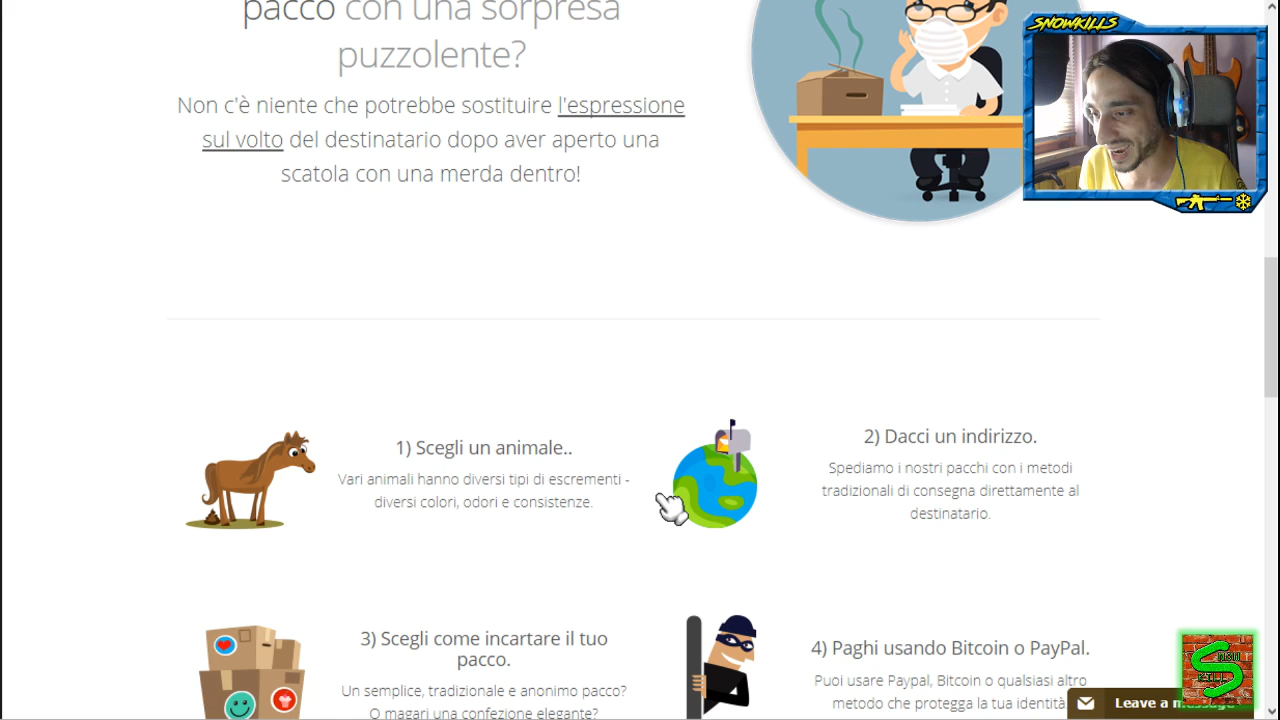 pacco con una sorpresa
puzzolente?
Non c'è niente che potrebbe sostituire l'espressione
sul volto del destinatario dopo aver aperto una
scatola con una merda dentro!
SNOWKILLS
1) Scegli un animale..
Vari animali hanno diversi tipi di escrementi -
diversi colori, odori e consistenze.
2) Dacci un indirizzo.
Spediamo i nostri pacchi con i metodi
tradizionali di consegna direttamente al
destinatario.
3) Scegli come incartare il tuo
pacco.
Un semplice, tradizionale e anonimo pacco?
O magari una confezione elegante?
4) Paghi usando Bitcoin o PayPal.
Puoi usare Paypal, Bitcoin o qualsiasi altro
metodo che protegga la tua identità.
Leave a message